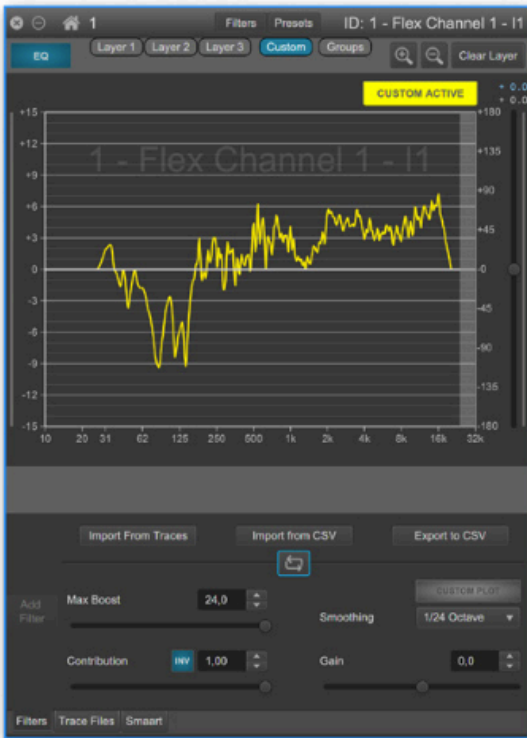 1 Filters Presets ID: 1 - Flex Channel 1 - I1
EQ Layer 1 Layer 2 Layer 3 Custom Groups Clear Layer
CUSTOM ACTIVE
+ 0.0
+ 0.0
1 - Flex Channel 1 - I1
+15 +180
+12 +135
+9 +90
+6 +45
+3 0
0 -45
-3 -90
-6 -135
-9 -180
-12
-15
10 20 31 62 125 250 500 1k 2k 4k 8k 16k 32k
Import From Traces Import from CSV Export to CSV
Add Filter
Max Boost 24,0
CUSTOM PLOT
Smoothing 1/24 Octave
Contribution INV 1,00 Gain 0,0
Filters Trace Files Smaart